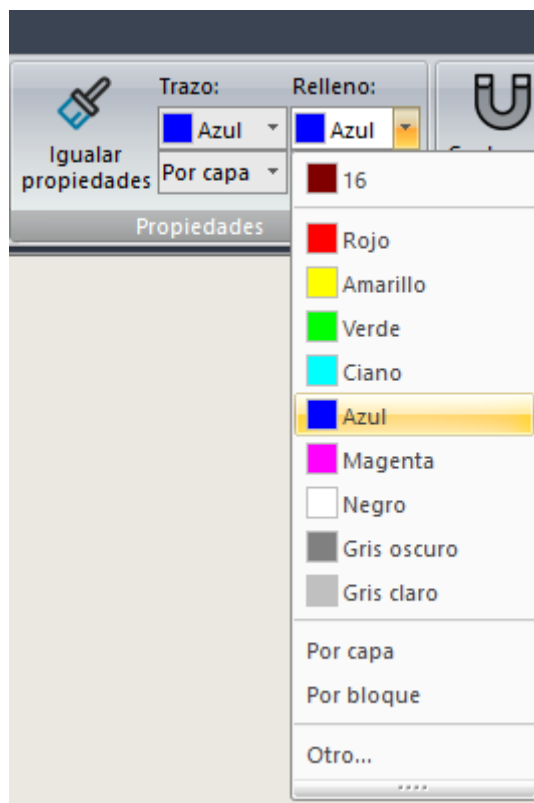 Trazo:
Relleno:
Azul
Azul
Igualar
propiedades
Por capa
Propiedades
16
Rojo
Amarillo
Verde
Ciano
Azul
Magenta
Negro
Gris oscuro
Gris claro
Por capa
Por bloque
Otro...